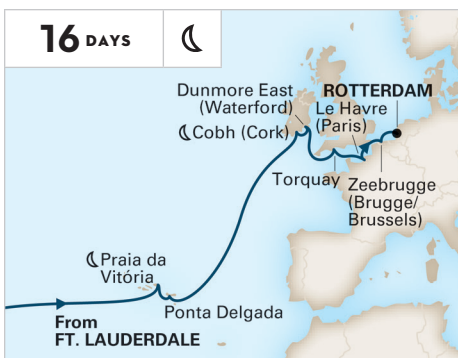 16 DAYS
Dunmore East
(Waterford)
ROTTERDAM
Le Havre
(Paris)
Cobh (Cork)
Torquay
Zeebrugge
(Brugge/
Brussels)
Praia da
Vitória
Ponta Delgada
From
FT. LAUDERDALE